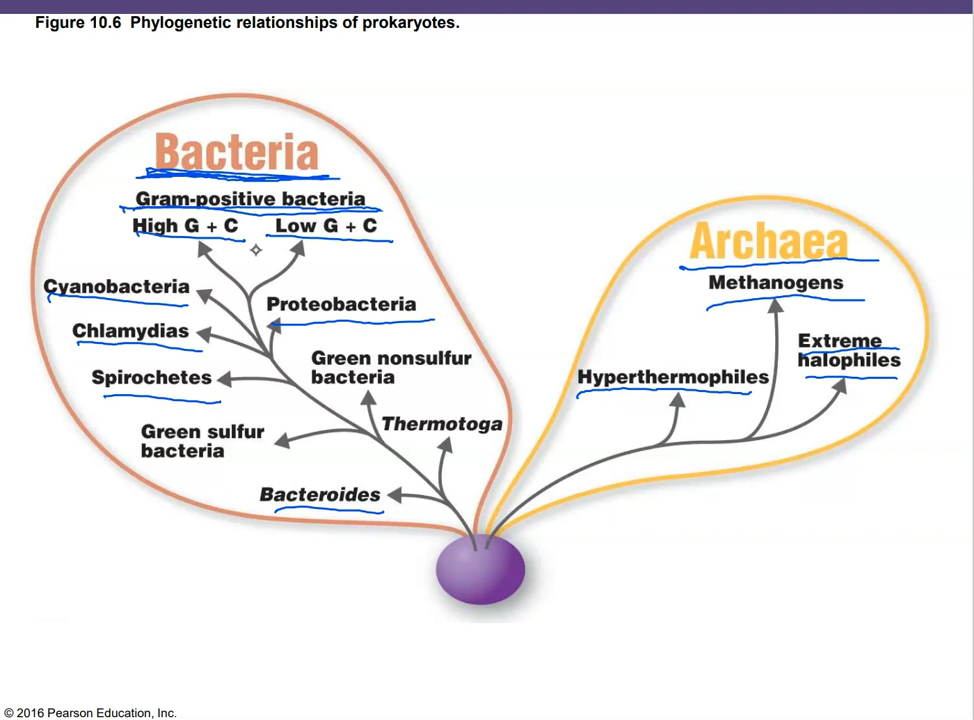 Figure 10.6 Phylogenetic relationships of prokaryotes.
Bacteria
Gram-positive bacteria
High G + C
Low G + C
Cyanobacteria
Proteobacteria
Chlamydias
Green nonsulfur
bacteria
Spirochetes
Thermotoga
Green sulfur
bacteria
Bacteroides
Archaea
Methanogens
Extreme
halophiles
Hyperthermophiles
© 2016 Pearson Education, Inc.